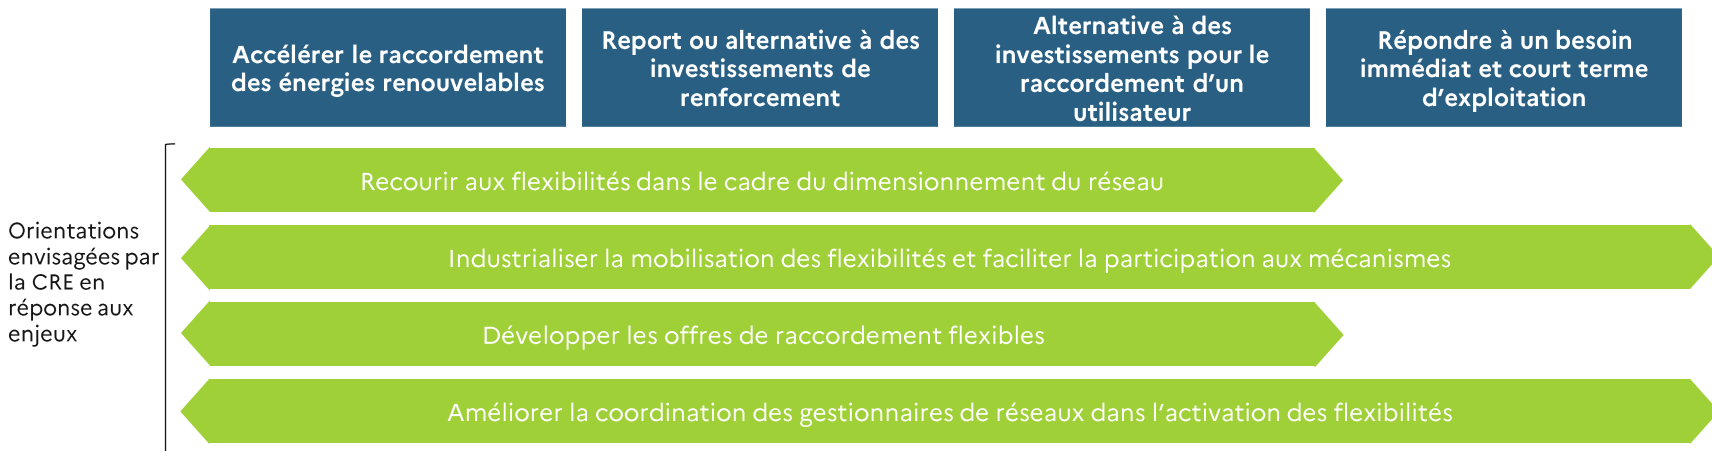 Accélérer le raccordement
des énergies renouvelables
Report ou alternative à des
investissements de
renforcement
Alternative à des
investissements pour le
raccordement d’un
utilisateur
Répondre à un besoin
immédiat et court terme
d’exploitation
Orientations
envisagées par
la CRE en
réponse aux
enjeux
Recourir aux flexibilités dans le cadre du dimensionnement du réseau
Industrialiser la mobilisation des flexibilités et faciliter la participation aux mécanismes
Développer les offres de raccordement flexibles
Améliorer la coordination des gestionnaires de réseaux dans l’activation des flexibilités